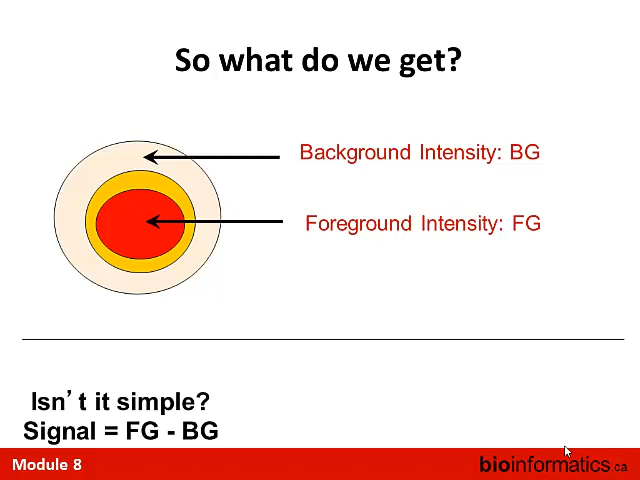 So what do we get?
Background Intensity: BG
Foreground Intensity: FG
Isn’t it simple?
Signal = FG - BG
Module 8
bioinformatics.ca